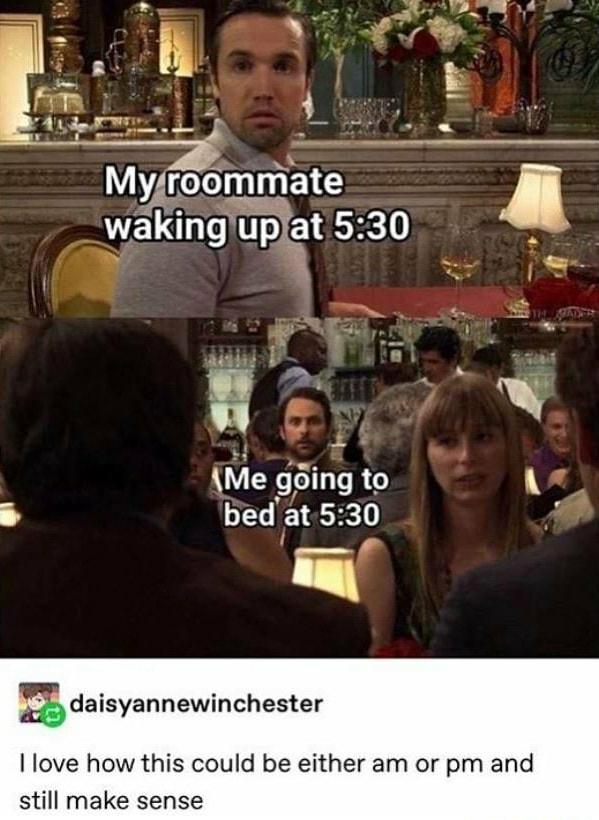 My roommate
waking up at 5:30
Me going to
bed at 5:30
daisyannewinchester
I love how this could be either am or pm and
still make sense